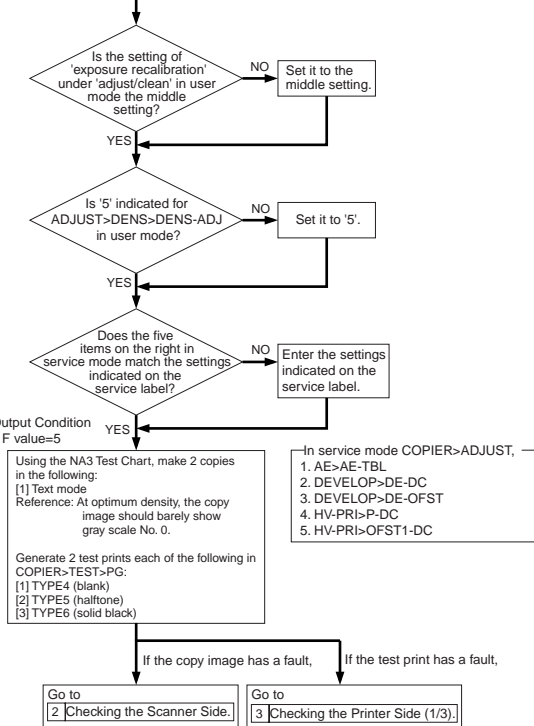 Is the setting of
'exposure recalibration'
under 'adjust/clean' in user
mode the middle
setting?
NO
Set it to the
middle setting.
YES
Is '5' indicated for
ADJUST>DENS>DENS-ADJ
in user mode?
NO
Set it to '5'.
YES
Does the five
items on the right in
service mode match the settings
indicated on the
service label?
NO
Enter the settings
indicated on the
service label.
YES
Output Condition
F value=5
Using the NA3 Test Chart, make 2 copies
in the following:
[1] Text mode
Reference: At optimum density, the copy
image should barely show
gray scale No. 0.
Generate 2 test prints each of the following in
COPIER>TEST>PG:
[1] TYPE4 (blank)
[2] TYPE5 (halftone)
[3] TYPE6 (solid black)
In service mode COPIER>ADJUST,
1. AE>AE-TBL
2. DEVELOP>DE-DC
3. DEVELOP>DE-OFST
4. HV-PRI>P-DC
5. HV-PRI>OFST1-DC
If the copy image has a fault,
If the test print has a fault,
Go to
2 Checking the Scanner Side.
Go to
3 Checking the Printer Side (1/3).